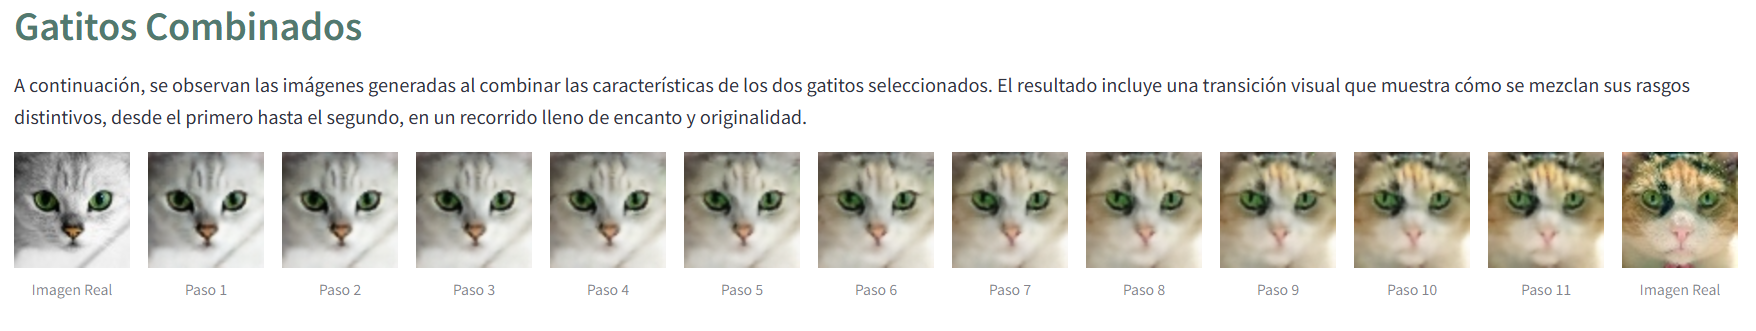 Gatitos Combinados
A continuación, se observan las imágenes generadas al combinar las características de los dos gatitos seleccionados. El resultado incluye una transición visual que muestra cómo se mezclan sus rasgos
distintivos, desde el primero hasta el segundo, en un recorrido lleno de encanto y originalidad.
Imagen Real Paso 1 Paso 2 Paso 3 Paso 4 Paso 5 Paso 6 Paso 7 Paso 8 Paso 9 Paso 10 Paso 11 Imagen Real